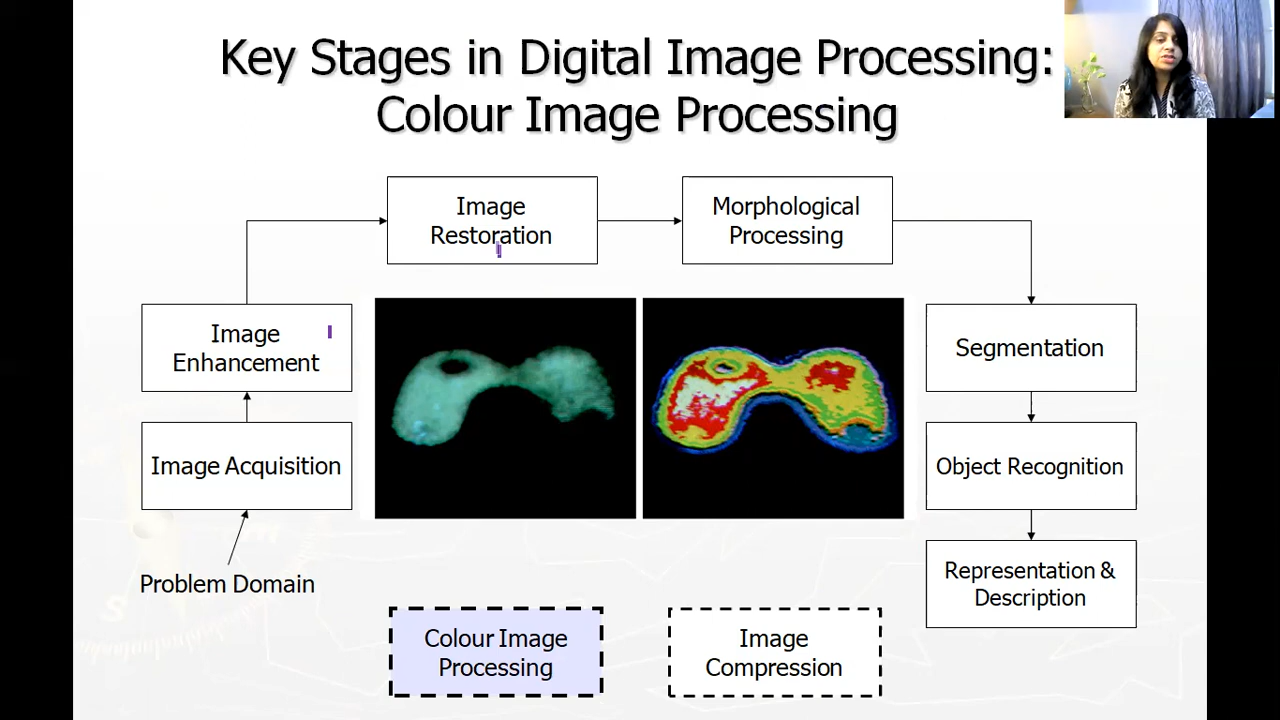 Key Stages in Digital Image Processing:
Colour Image Processing
Image
Restoration
Morphological
Processing
Image
Enhancement
Segmentation
Image Acquisition
Object Recognition
Problem Domain
Representation &
Description
Colour Image
Processing
Image
Compression